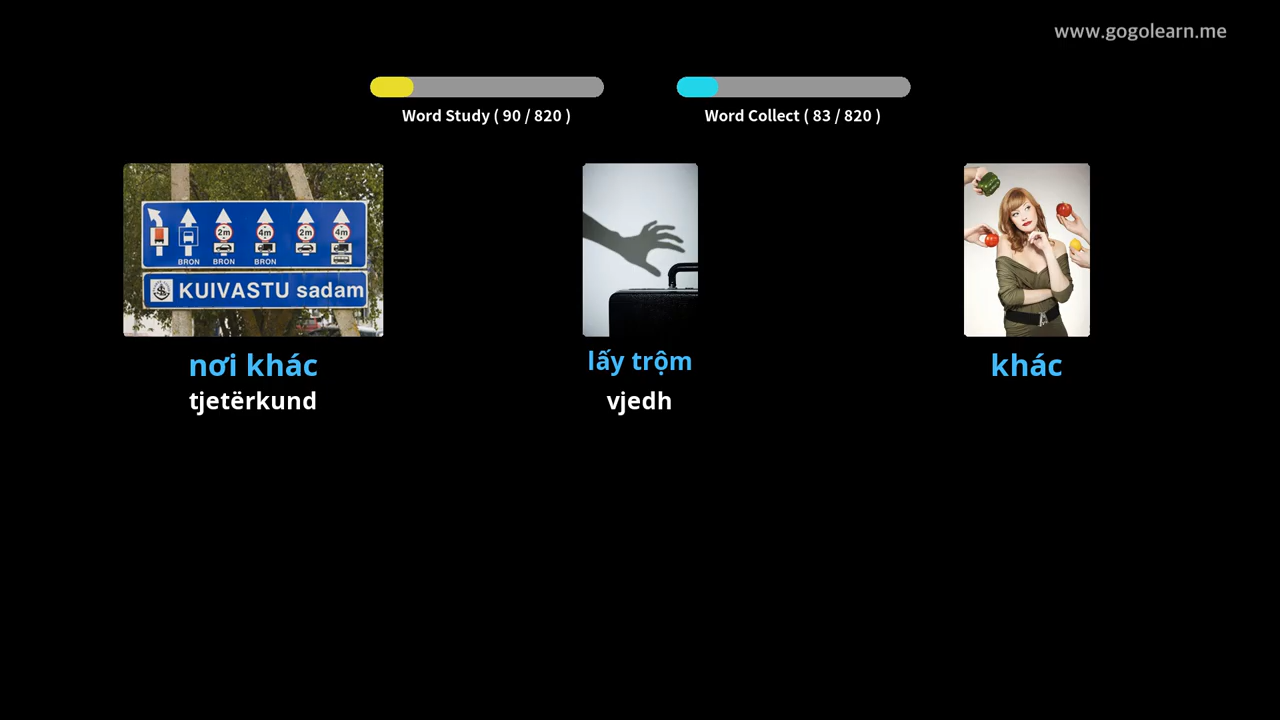 www.gogolearn.me
Word Study ( 90 / 820 )
Word Collect ( 83 / 820 )
2m
4m
2m
4m
BRON
BRON
BRON
KUIVASTU sadam
nơi khác
lấy trộm
khác
tjetërkund
vjedh